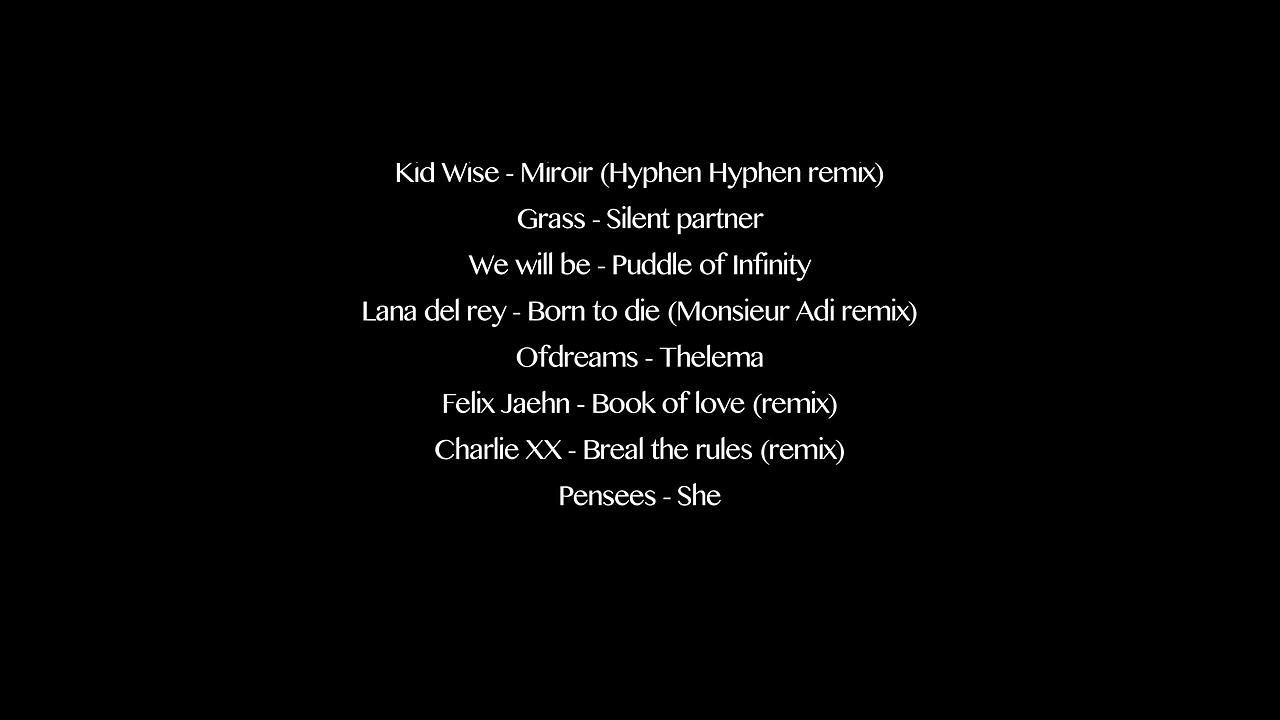 Kid Wise - Miroir (Hyphen Hyphen remix)
Grass - Silent partner
We will be - Puddle of Infinity
Lana del rey - Born to die (Monsieur Adi remix)
Ofdreams - Thelema
Felix Jaehn - Book of love (remix)
Charlie XX - Breal the rules (remix)
Pensees - She